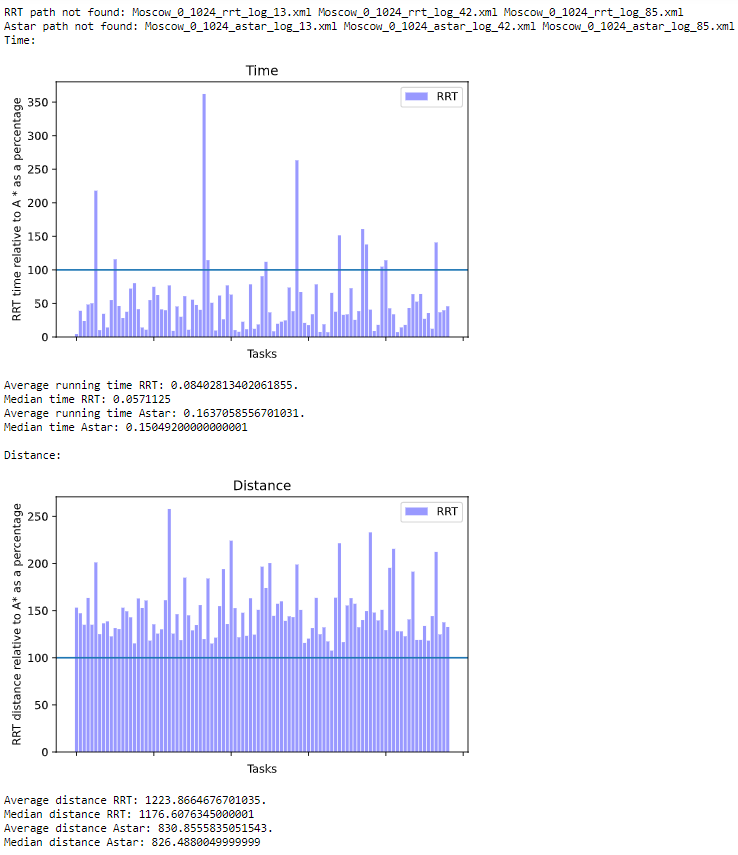 RRT path not found: Moscow_0_1024_rrt_log_13.xml Moscow_0_1024_rrt_log_42.xml Moscow_0_1024_rrt_log_85.xml
Astar path not found: Moscow_0_1024_astar_log_13.xml Moscow_0_1024_astar_log_42.xml Moscow_0_1024_astar_log_85.xml
Time:
Time
RRT
RRT time relative to A * as a percentage
350
300
250
200
150
100
50
0
Tasks
Average running time RRT: 0.08402813402061855.
Median time RRT: 0.0571125
Average running time Astar: 0.1637058556701031.
Median time Astar: 0.15049200000000001
Distance:
Distance
RRT
RRT distance relative to A* as a percentage
250
200
150
100
50
0
Tasks
Average distance RRT: 1223.8664676701035.
Median distance RRT: 1176.6076345000001
Average distance Astar: 830.8555835051543.
Median distance Astar: 826.4880049999999